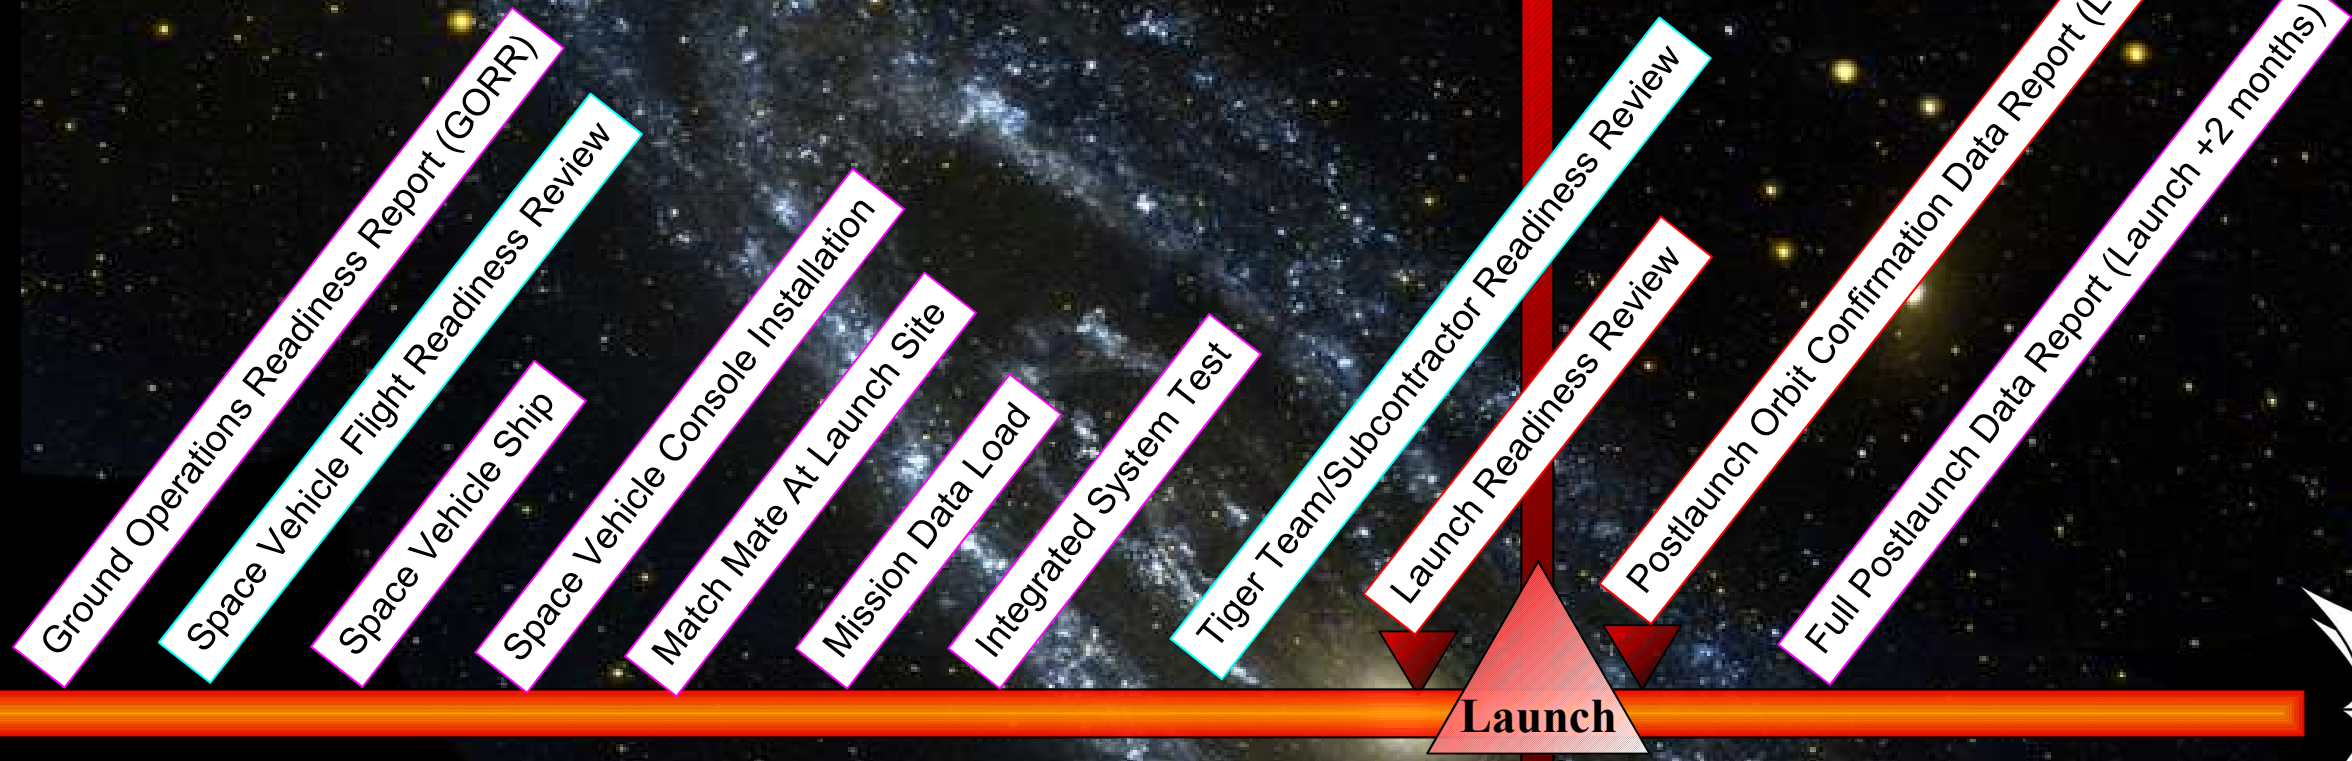 Ground Operations Readiness Report (GORR)
Space Vehicle Flight Readiness Review
Space Vehicle Ship
Space Vehicle Console Installation
Match Mate At Launch Site
Mission Data Load
Integrated System Test
Tiger Team/Subcontractor Readiness Review
Launch Readiness Review
Postlaunch Orbit Confirmation Data Report
Full Postlaunch Data Report (Launch +2 months)
Launch